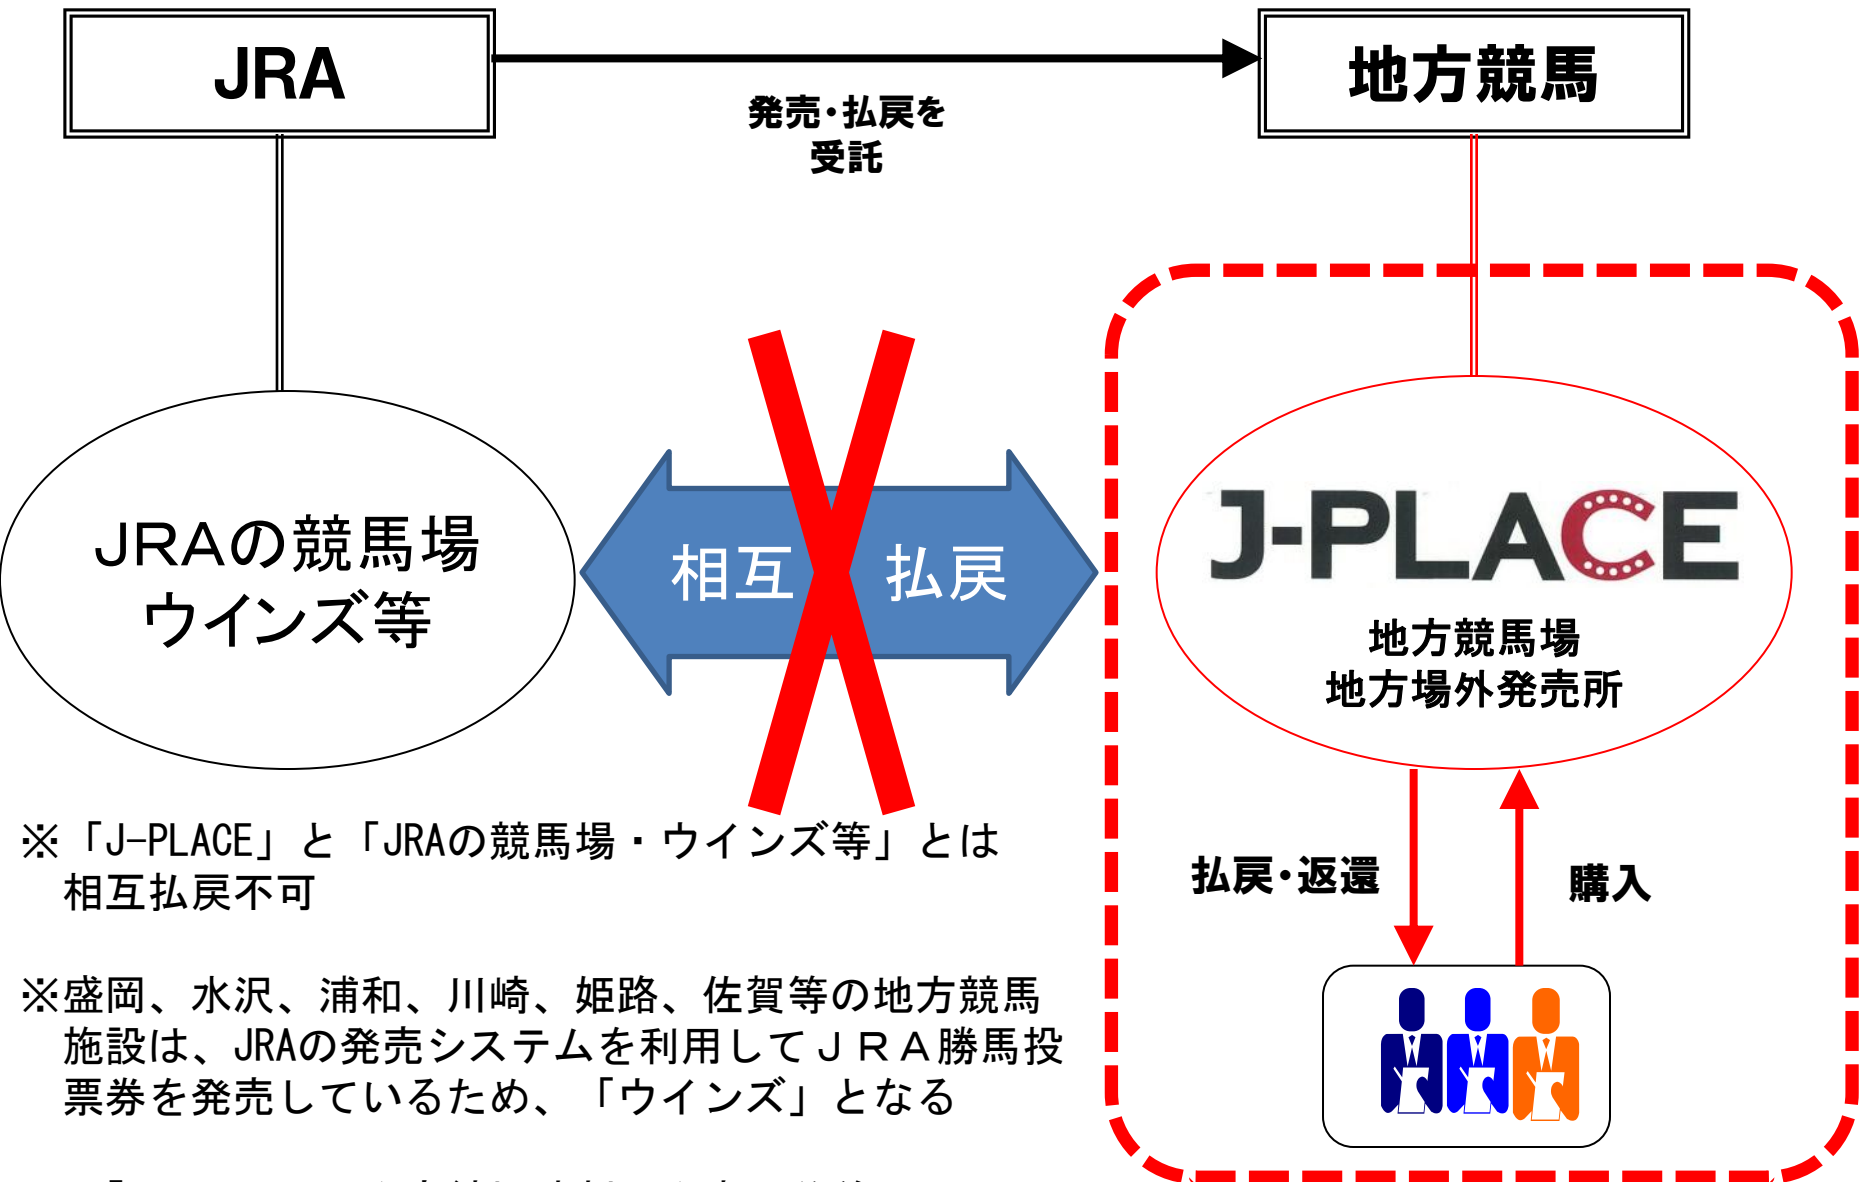 JRA
地方競馬
発売・払戻を
受託
JRAの競馬場
ウインズ等
相互 払戻
J-PLACE
地方競馬場
地方場外発売所
払戻・返還
購入
※「J-PLACE」と「JRAの競馬場・ウインズ等」とは
相互払戻不可
※盛岡、水沢、浦和、川崎、姫路、佐賀等の地方競馬
施設は、JRAの発売システムを利用してＪＲＡ勝馬投
票券を発売しているため、「ウインズ」となる